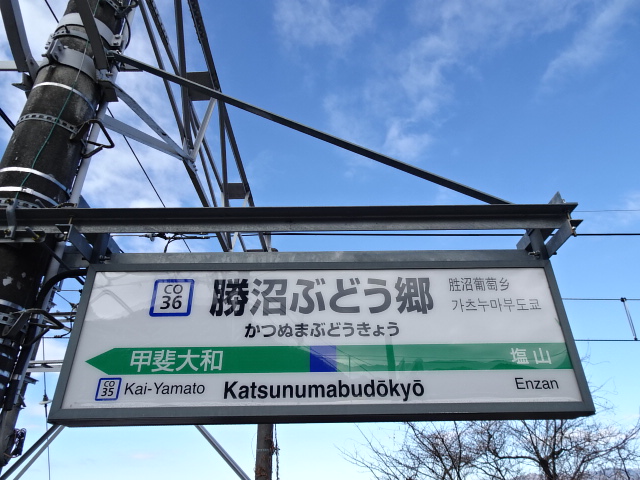 CO
36
勝沼ぶどう郷
胜沼葡萄乡
かつぬまぶどうきょう
가츠누마부도쿄
甲斐大和
塩山
CO
35
Kai-Yamato
Katsunumabudōkyō
Enzan